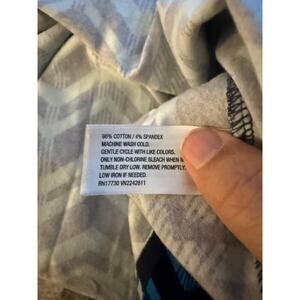 96% COTTON / 4% SPANDEX
MACHINE WASH COLD.
GENTLE CYCLE WITH LIKE COLORS.
ONLY NON-CHLORINE BLEACH WHEN
TUMBLE DRY LOW. REMOVE PROMPTLY.
LOW IRON IF NEEDED.
RN17730 VN2242811